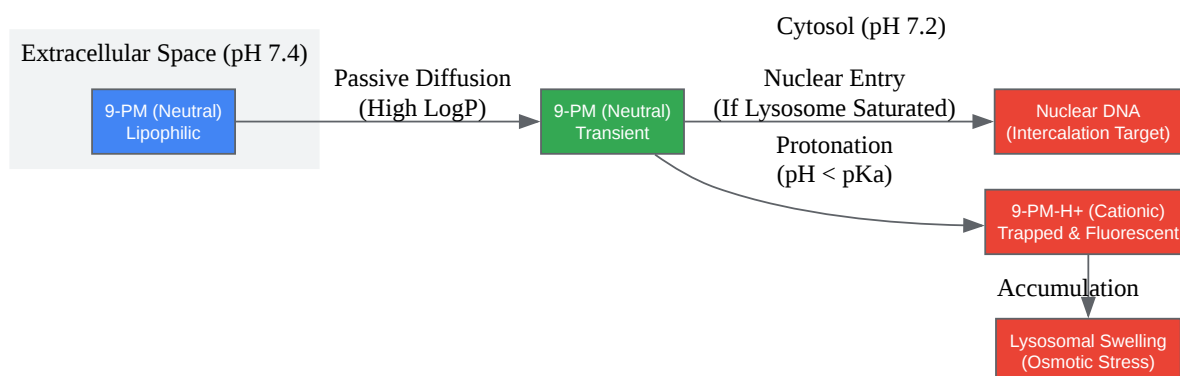 Cytosol (pH 7.2)
Extracellular Space (pH 7.4)
9-PM (Neutral)
Lipophilic
Passive Diffusion
(High LogP)
9-PM (Neutral)
Transient
Nuclear Entry
(If Lysosome Saturated)
Nuclear DNA
(Intercalation Target)
Protonation
(pH < pKa)
9-PM-H+ (Cationic)
Trapped & Fluorescent
Accumulation
Lysosomal Swelling
(Osmotic Stress)